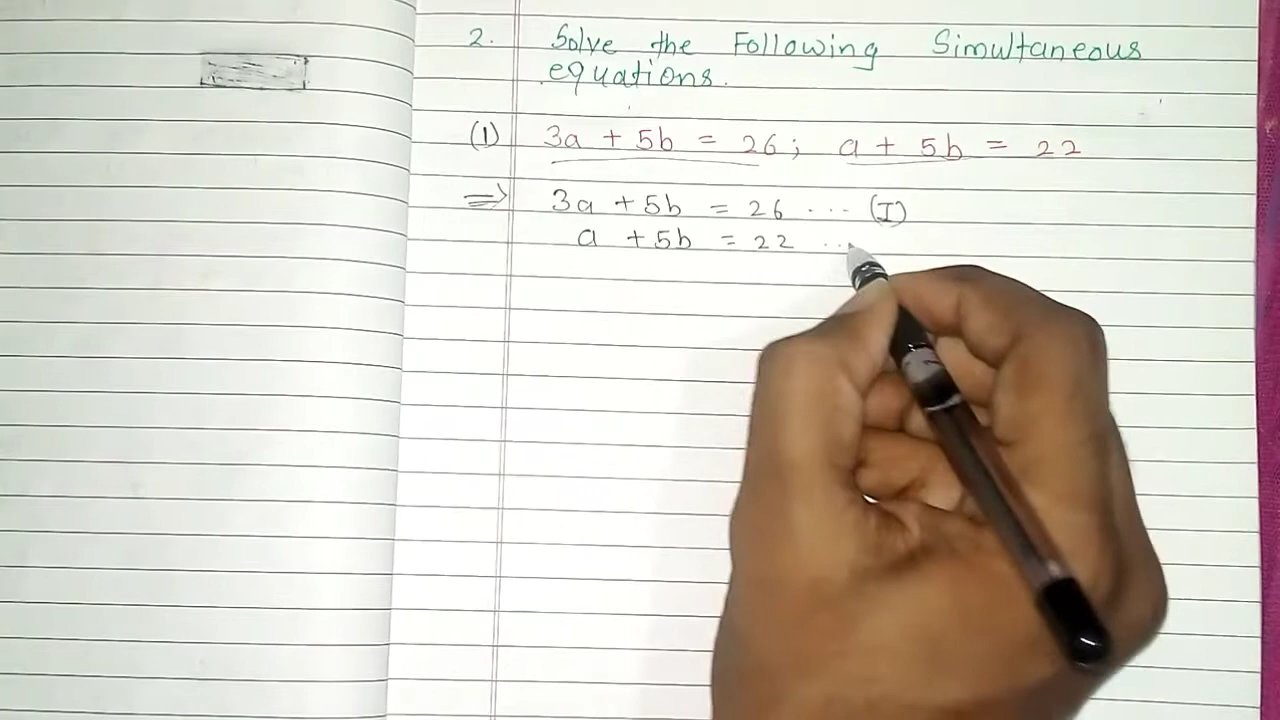 2. Solve the Following Simultaneous
equations.
(1) 3a + 5b = 26; a + 5b = 22
⇒ 3a + 5b = 26 ... (I)
a + 5b = 22 ...